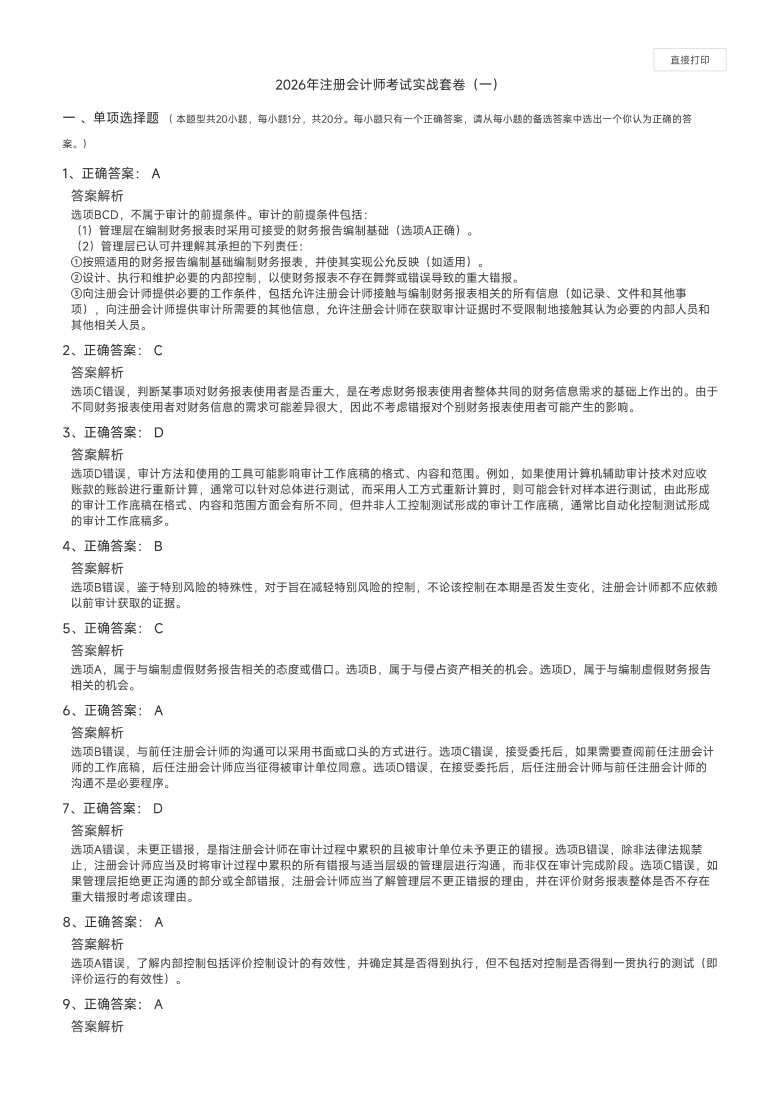 直接打印
2026年注册会计师考试实战套卷（一）
一 、单项选择题 （ 本题型共20小题，每小题1分，共20分。每小题只有一个正确答案，请从每小题的备选答案中选出一个你认为正确的答
案。）
1、正确答案： A
答案解析
选项BCD，不属于审计的前提条件。审计的前提条件包括：
（1）管理层在编制财务报表时采用可接受的财务报告编制基础（选项A正确）。
（2）管理层已认可并理解其承担的下列责任：
①按照适用的财务报告编制基础编制财务报表，并使其实现公允反映（如适用）。
②设计、执行和维护必要的内部控制，以使财务报表不存在舞弊或错误导致的重大错报。
③向注册会计师提供必要的工作条件，包括允许注册会计师接触与编制财务报表相关的所有信息（如记录、文件和其他事
项），向注册会计师提供审计所需要的其他信息，允许注册会计师在获取审计证据时不受限制地接触其认为必要的内部人员和
其他相关人员。
2、正确答案： C
答案解析
选项C错误，判断某事项对财务报表使用者是否重大，是在考虑财务报表使用者整体共同的财务信息需求的基础上作出的。由于
不同财务报表使用者对财务信息的需求可能差异很大，因此不考虑错报对个别财务报表使用者可能产生的影响。
3、正确答案： D
答案解析
选项D错误，审计方法和使用的工具可能影响审计工作底稿的格式、内容和范围。例如，如果使用计算机辅助审计技术对应收
账款的账龄进行重新计算，通常可以针对总体进行测试，而采用人工方式重新计算时，则可能会针对样本进行测试，由此形成
的审计工作底稿在格式、内容和范围方面会有所不同，但并非人工控制测试形成的审计工作底稿，通常比自动化控制测试形成
的审计工作底稿多。
4、正确答案： B
答案解析
选项B错误，鉴于特别风险的特殊性，对于旨在减轻特别风险的控制，不论该控制在本期是否发生变化，注册会计师都不应依赖
以前审计获取的证据。
5、正确答案： C
答案解析
选项A，属于与编制虚假财务报告相关的态度或借口。选项B，属于与侵占资产相关的机会。选项D，属于与编制虚假财务报告
相关的机会。
6、正确答案： A
答案解析
选项B错误，与前任注册会计师的沟通可以采用书面或口头的方式进行。选项C错误，接受委托后，如果需要查阅前任注册会计
师的工作底稿，后任注册会计师应当征得被审计单位同意。选项D错误，在接受委托后，后任注册会计师与前任注册会计师的
沟通不是必要程序。
7、正确答案： D
答案解析
选项A错误，未更正错报，是指注册会计师在审计过程中累积的且被审计单位未予更正的错报。选项B错误，除非法律法规禁
止，注册会计师应当及时将审计过程中累积的所有错报与适当层级的管理层进行沟通，而非仅在审计完成阶段。选项C错误，如
果管理层拒绝更正沟通的部分或全部错报，注册会计师应当了解管理层不更正错报的理由，并在评价财务报表整体是否不存在
重大错报时考虑该理由。
8、正确答案： A
答案解析
选项A错误，了解内部控制包括评价控制设计的有效性，并确定其是否得到执行，但不包括对控制是否得到一贯执行的测试（即
评价运行的有效性）。
9、正确答案： A
答案解析